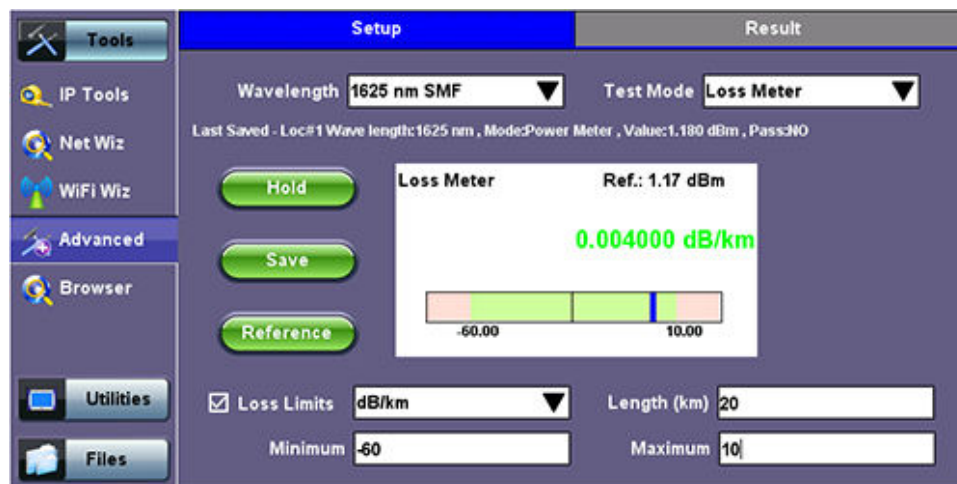 Tools
IP Tools
Net Wiz
WiFi Wiz
Advanced
Browser
Utilities
Files
Setup
Result
Wavelength 1625 nm SMF
Test Mode Loss Meter
Last Saved - Loc#1 Wave length:1625 nm , Mode:Power Meter , Value:1.180 dBm , Pass:NO
Hold
Save
Reference
Loss Meter Ref.: 1.17 dBm
0.004000 dB/km
-60.00 10.00
Loss Limits dB/km
Length (km) 20
Minimum -60
Maximum 10